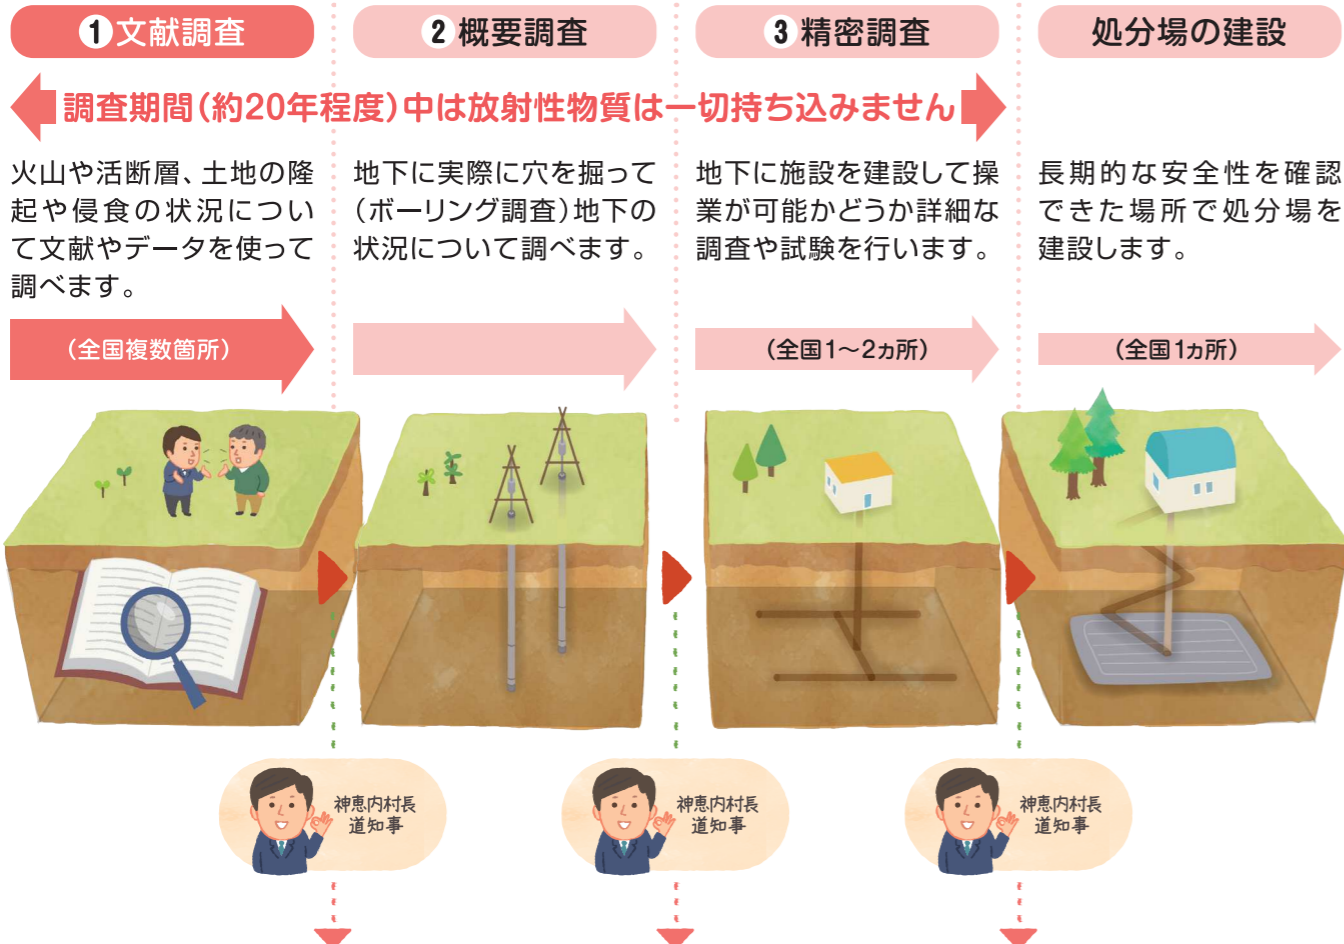 1 文献調査
2 概要調査
3 精密調査
処分場の建設
調査期間(約20年程度)中は放射性物質は一切持ち込みません
火山や活断層、土地の隆
起や侵食の状況につい
て文献やデータを使って
調べます。
地下に実際に穴を掘って
(ボーリング調査)地下の
状況について調べます。
地下に施設を建設して操
業が可能かどうか詳細な
調査や試験を行います。
長期的な安全性を確認
できた場所で処分場を
建設します。
(全国複数箇所)
(全国1〜2ヵ所)
(全国1ヵ所)
神恵内村長
道知事
神恵内村長
道知事
神恵内村長
道知事